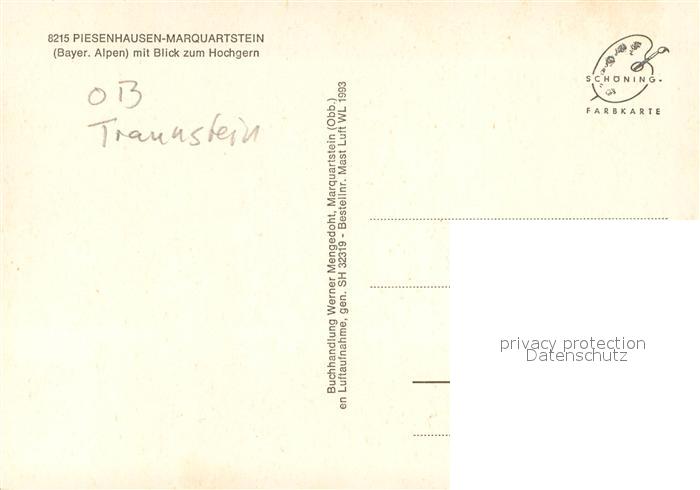 8215 PIESENHAUSEN-MARQUARTSTEIN
(Bayer. Alpen) mit Blick zum Hochgern
OB
Traunstein
Buchhandlung Werner Mengedoht, Marquartstein (Obb.)
en Luftaufnahme, gen. SH 32319 - Bestellnr. Mast Luft WL 1993
SCHÖNING
FARBKARTE
privacy protection
Datenschutz